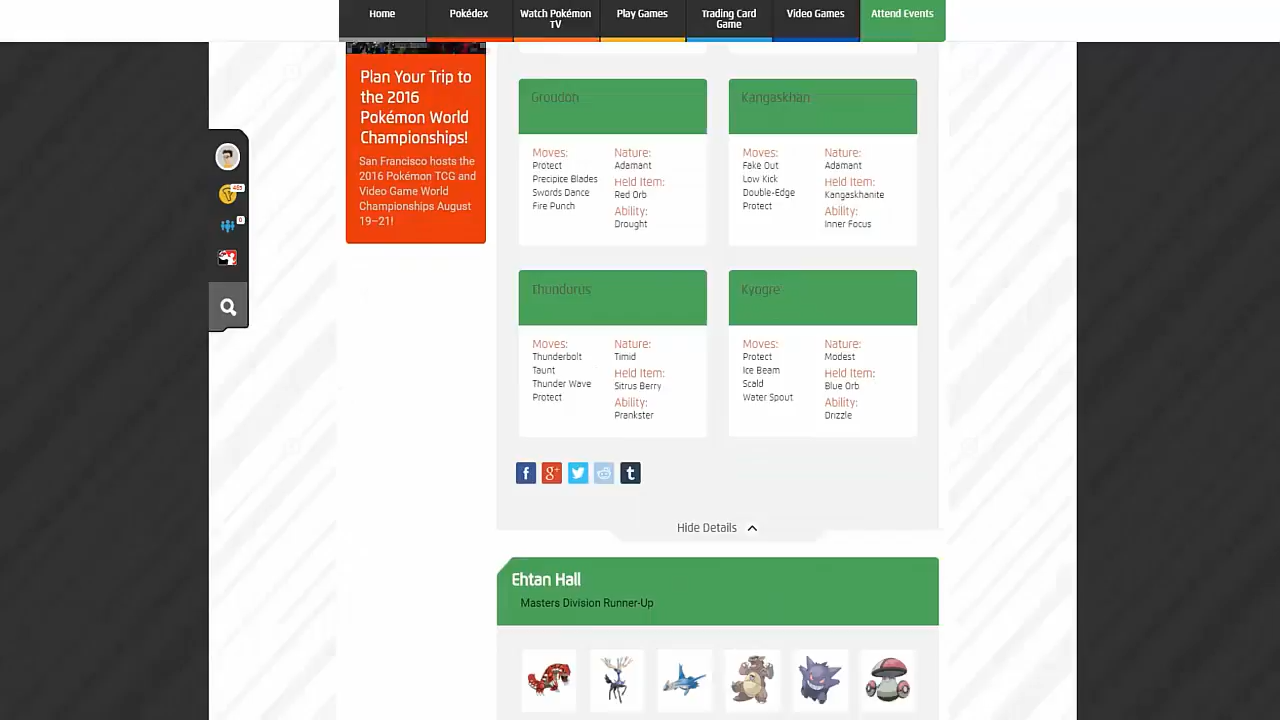 Home
Pokédex
Watch Pokémon
TV
Play Games
Trading Card
Game
Video Games
Attend Events
Plan Your Trip to
the 2016
Pokémon World
Championships!
San Francisco hosts the
2016 Pokémon TCG and
Video Game World
Championships August
19–21!
Groudon
Moves:
Protect
Precipice Blades
Swords Dance
Fire Punch
Nature:
Adamant
Held Item:
Red Orb
Ability:
Drought
Kangaskhan
Moves:
Fake Out
Low Kick
Double-Edge
Protect
Nature:
Adamant
Held Item:
Kangaskhanite
Ability:
Inner Focus
Thundurus
Moves:
Thunderbolt
Taunt
Thunder Wave
Protect
Nature:
Timid
Held Item:
Sitrus Berry
Ability:
Prankster
Kyogre
Moves:
Protect
Ice Beam
Scald
Water Spout
Nature:
Modest
Held Item:
Blue Orb
Ability:
Drizzle
Hide Details
Ehtan Hall
Masters Division Runner-Up